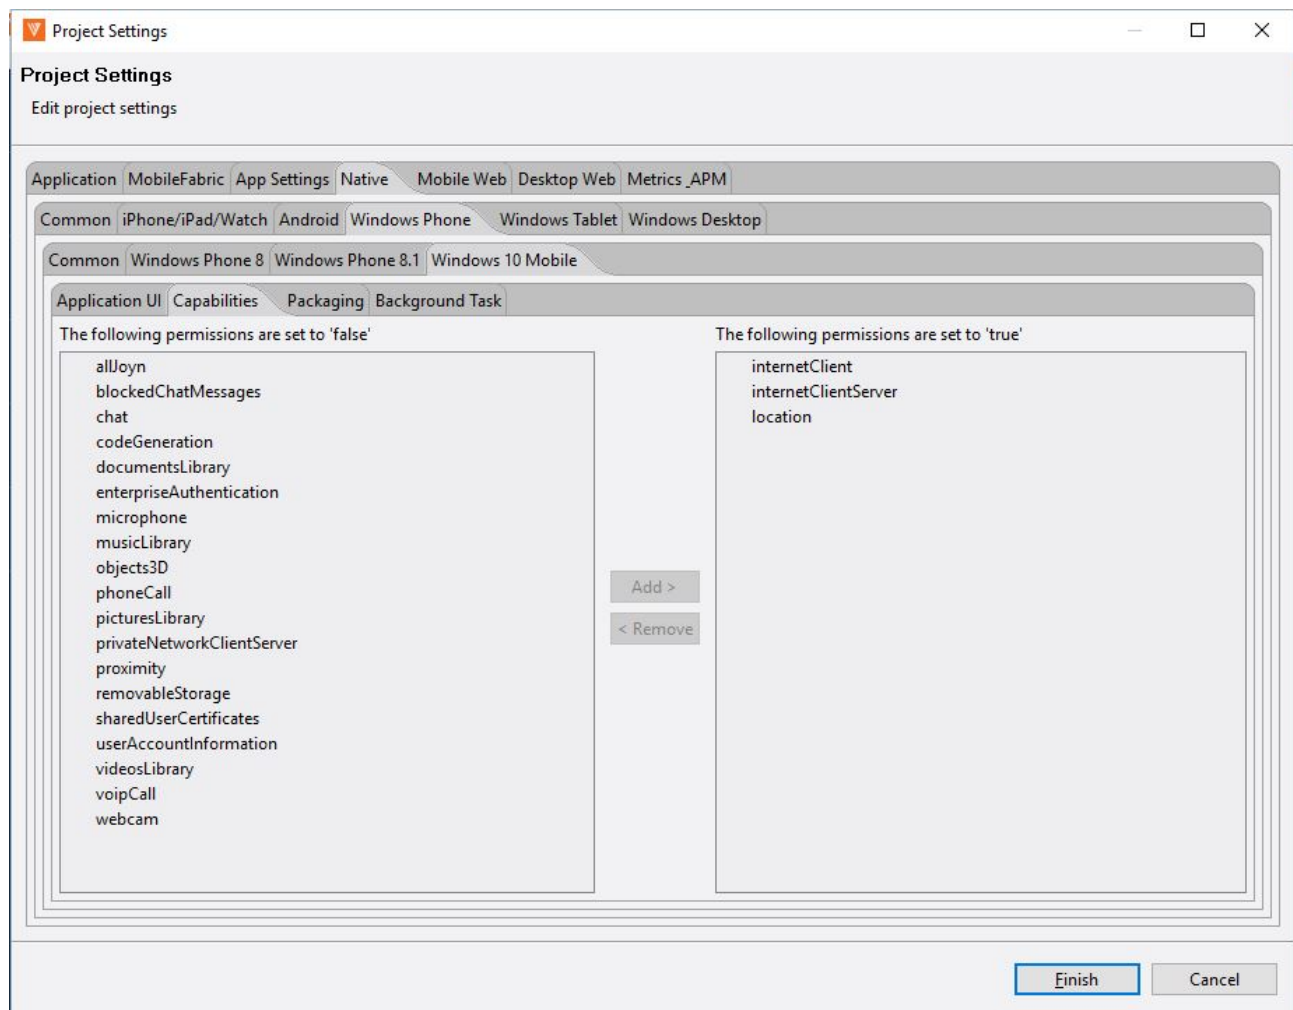 Project Settings
Project Settings
Edit project settings
Application MobileFabric App Settings Native Mobile Web Desktop Web Metrics_APM
Common iPhone/iPad/Watch Android Windows Phone Windows Tablet Windows Desktop
Common Windows Phone 8 Windows Phone 8.1 Windows 10 Mobile
Application UI Capabilities Packaging Background Task
The following permissions are set to 'false'
allJoyn
blockedChatMessages
chat
codeGeneration
documentsLibrary
enterpriseAuthentication
microphone
musicLibrary
objects3D
phoneCall
picturesLibrary
privateNetworkClientServer
proximity
removableStorage
sharedUserCertificates
userAccountInformation
videosLibrary
voipCall
webcam
Add >
< Remove
The following permissions are set to 'true'
internetClient
internetClientServer
location
Finish
Cancel